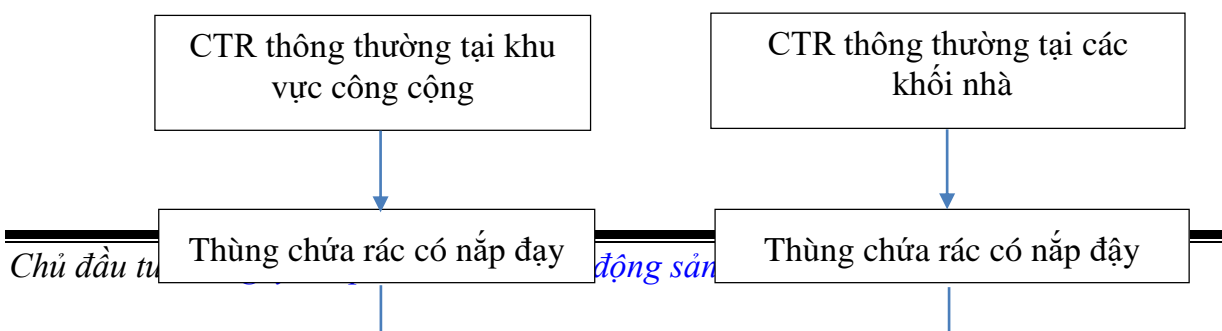 CTR thông thường tại khu
vực công cộng
CTR thông thường tại các
khối nhà
Thùng chứa rác có nắp đạy
Thùng chứa rác có nắp đậy
Chủ đầu tư
động sản